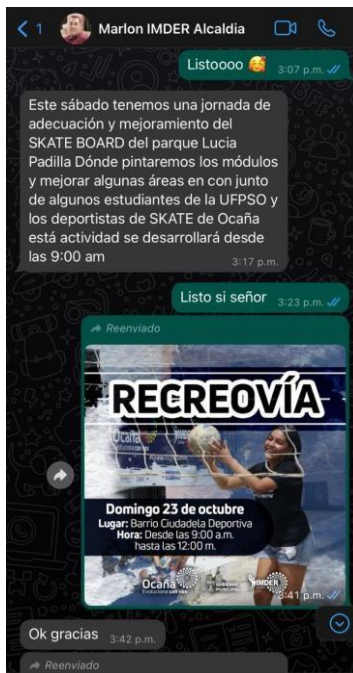 1 Marlon IMDER Alcaldia
Listoooo 🥰
3:07 p.m.
Este sábado tenemos una jornada de
adecuación y mejoramiento del
SKATE BOARD del parque Lucia
Padilla Dónde pintaremos los módulos
y mejorar algunas áreas en con junto
de algunos estudiantes de la UFPSO y
los deportistas de SKATE de Ocaña
está actividad se desarrollará desde
las 9:00 am
3:17 p.m.
Listo si señor
3:23 p.m.
Reenviado
RECREOVÍA
Ocaña
Domingo 23 de octubre
Lugar: Barrio Ciudadela Deportiva
Hora: Desde las 9:00 a.m.
hasta las 12:00 m.
Ocaña
IMDER
3:41 p.m.
Ok gracias
3:42 p.m.
Reenviado